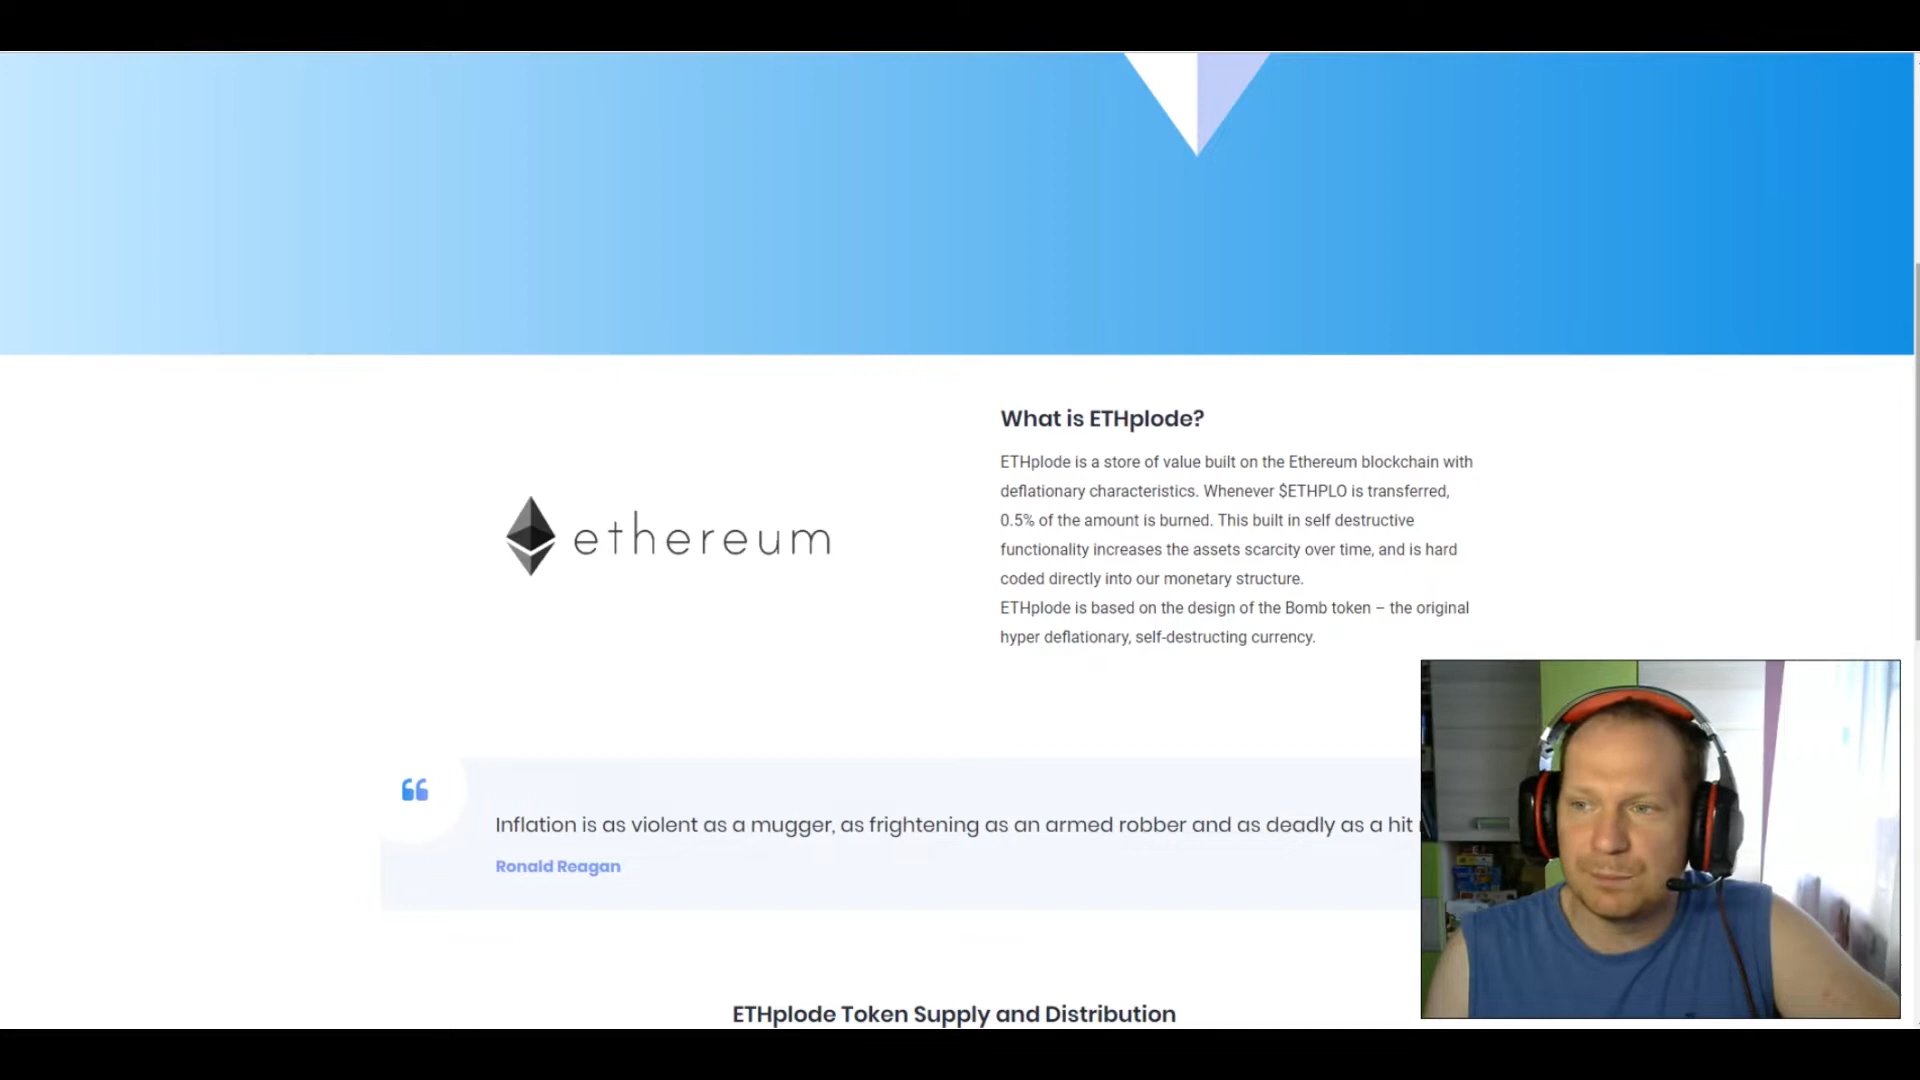 ethereum
What is ETHplode?
ETHplode is a store of value built on the Ethereum blockchain with
deflationary characteristics. Whenever $ETHPLO is transferred,
0.5% of the amount is burned. This built in self destructive
functionality increases the assets scarcity over time, and is hard
coded directly into our monetary structure.
ETHplode is based on the design of the Bomb token – the original
hyper deflationary, self-destructing currency.
Inflation is as violent as a mugger, as frightening as an armed robber and as deadly as a hit
Ronald Reagan
ETHplode Token Supply and Distribution